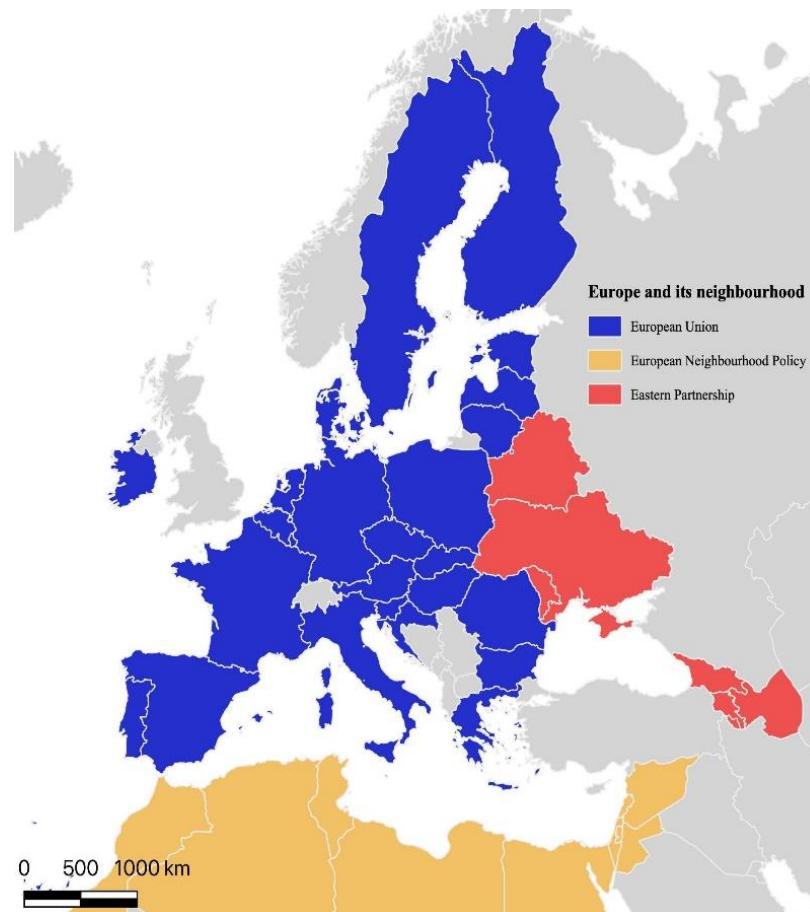 Europe and its neighbourhood
European Union
European Neighbourhood Policy
Eastern Partnership
0 500 1000 km